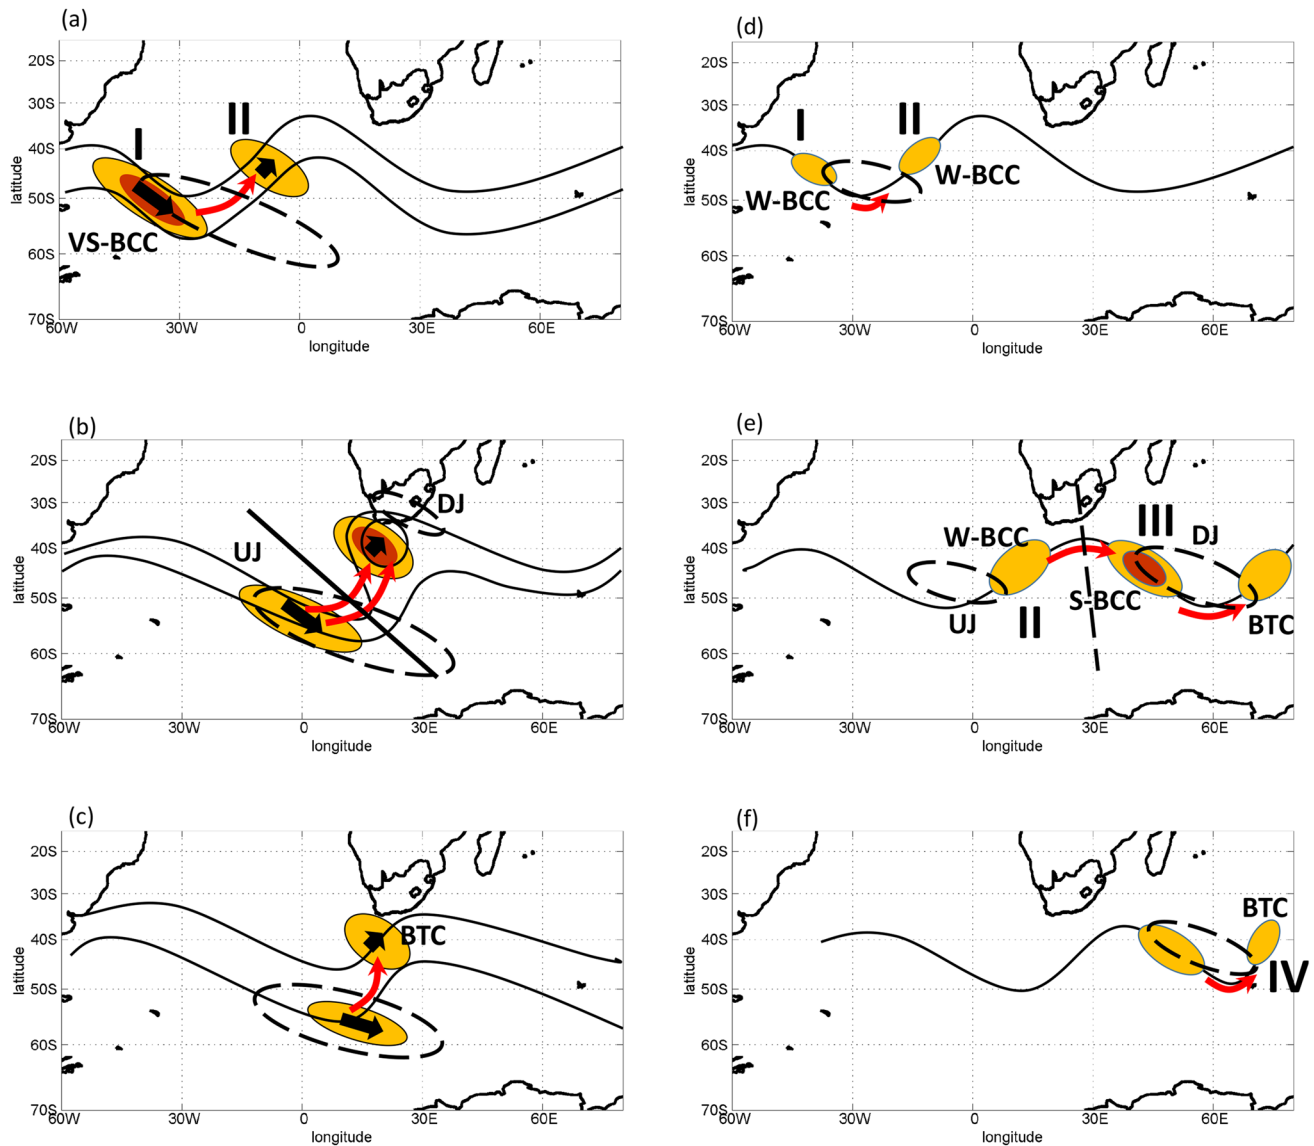 (a)
20S
30S
40S
50S
60S
70S
latitude
I
II
VS-BCC
60W
30W
0
30E
60E
longitude
(d)
20S
30S
40S
50S
60S
70S
latitude
I
II
W-BCC
W-BCC
60W
30W
0
30E
60E
longitude
(b)
20S
30S
40S
50S
60S
70S
latitude
DJ
UJ
60W
30W
0
30E
60E
longitude
(e)
20S
30S
40S
50S
60S
70S
latitude
III
W-BCC
DJ
S-BCC
UJ
II
BTC
60W
30W
0
30E
60E
longitude
(c)
20S
30S
40S
50S
60S
70S
latitude
BTC
60W
30W
0
30E
60E
longitude
(f)
20S
30S
40S
50S
60S
70S
latitude
BTC
IV
60W
30W
0
30E
60E
longitude